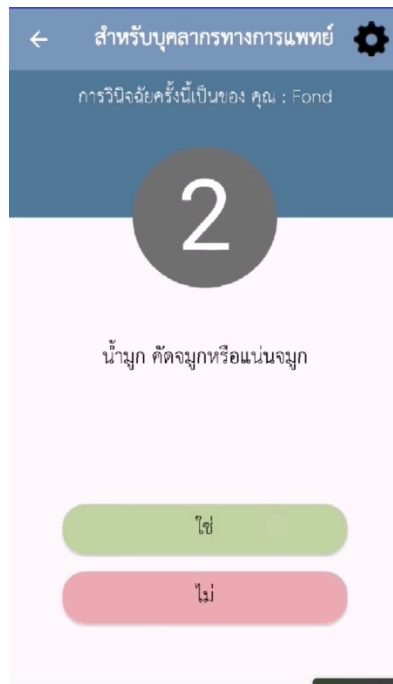 สำหรับบุคลากรทางการแพทย์
การวินิจฉัยครั้งนี้เป็นของ คุณ : Fond
2
น้ำมูก คัดจมูกหรือแน่นจมูก
ใช่
ไม่